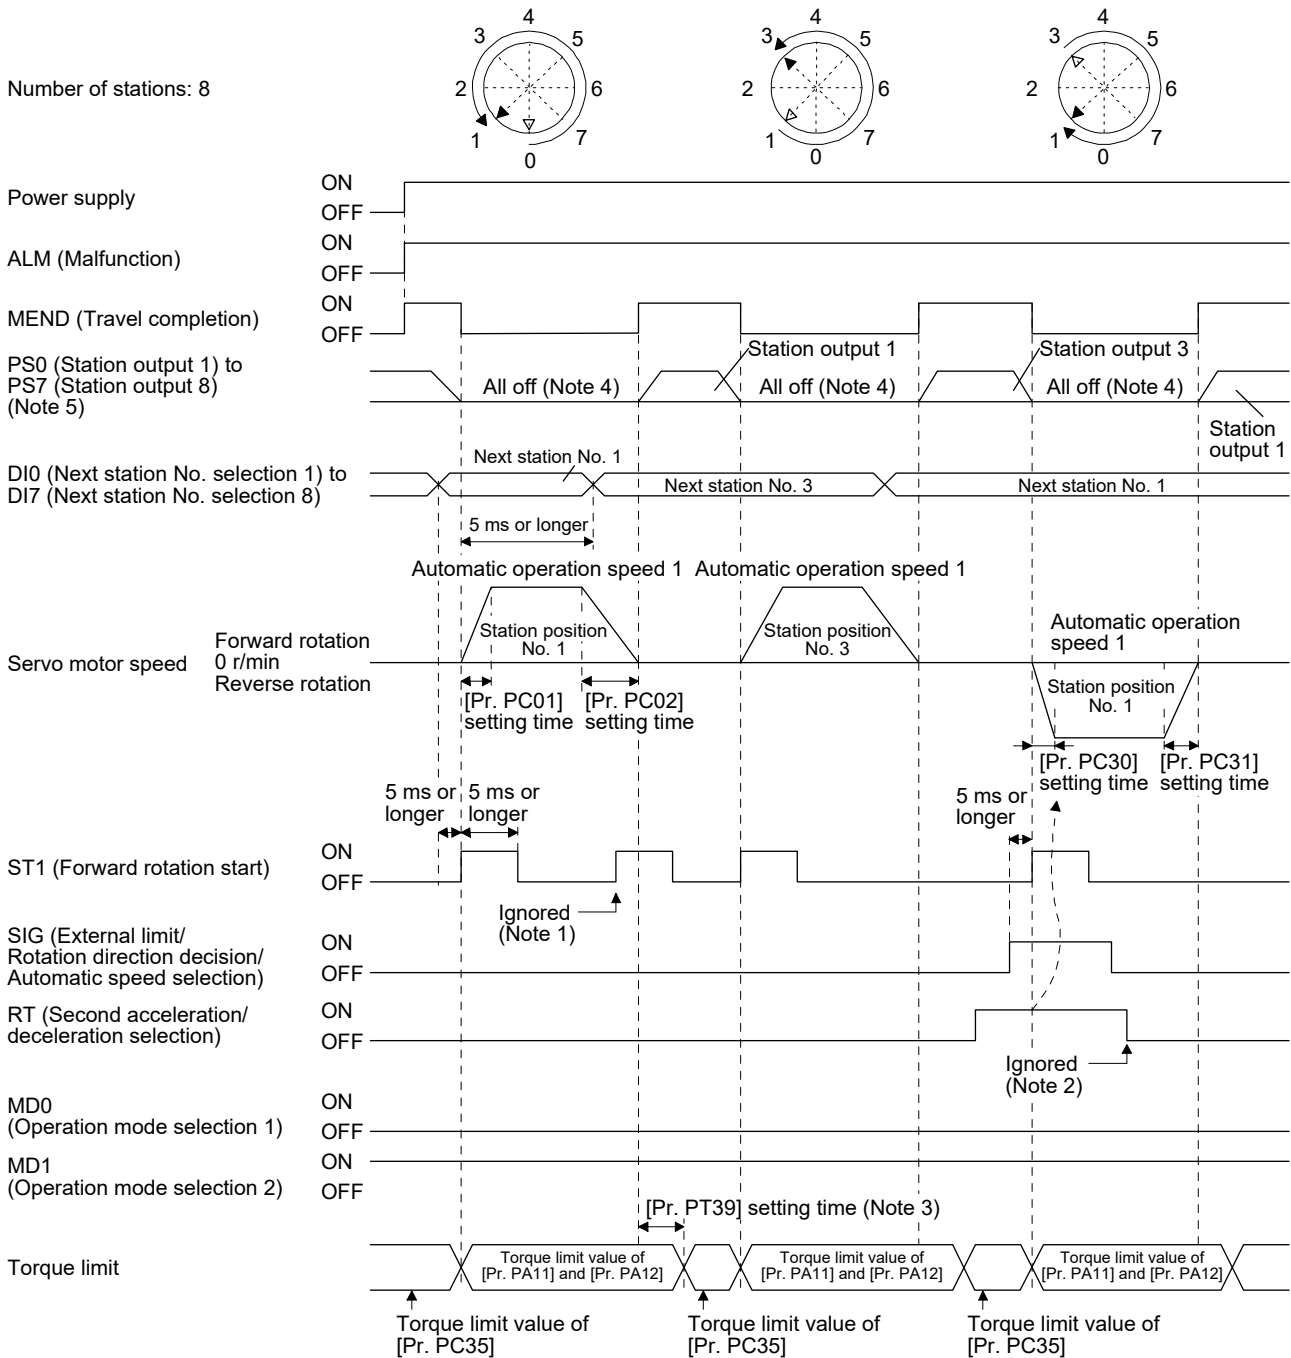 4
3
5
2
6
1
7
0
4
3
5
2
6
1
7
0
4
3
5
2
6
1
7
0
Number of stations: 8
Power supply
ON
OFF
ALM (Malfunction)
ON
OFF
MEND (Travel completion)
ON
OFF
PS0 (Station output 1) to
PS7 (Station output 8)
(Note 5)
All off (Note 4)
Station output 1
All off (Note 4)
Station output 3
All off (Note 4)
Station
output 1
DI0 (Next station No. selection 1) to
DI7 (Next station No. selection 8)
Next station No. 1
Next station No. 3
Next station No. 1
5 ms or longer
Automatic operation speed 1
Automatic operation speed 1
Automatic operation
speed 1
Servo motor speed
Forward rotation
0 r/min
Reverse rotation
Station position
No. 1
Station position
No. 3
Station position
No. 1
[Pr. PC01]
setting time
[Pr. PC02]
setting time
[Pr. PC30]
setting time
[Pr. PC31]
setting time
5 ms or
longer
5 ms or
longer
5 ms or
longer
ST1 (Forward rotation start)
ON
OFF
Ignored
(Note 1)
SIG (External limit/
Rotation direction decision/
Automatic speed selection)
ON
OFF
RT (Second acceleration/
deceleration selection)
ON
OFF
Ignored
(Note 2)
MD0
(Operation mode selection 1)
ON
OFF
MD1
(Operation mode selection 2)
ON
OFF
[Pr. PT39] setting time (Note 3)
Torque limit
Torque limit value of
[Pr. PA11] and [Pr. PA12]
Torque limit value of
[Pr. PA11] and [Pr. PA12]
Torque limit value of
[Pr. PA11] and [Pr. PA12]
Torque limit value of
[Pr. PC35]
Torque limit value of
[Pr. PC35]
Torque limit value of
[Pr. PC35]